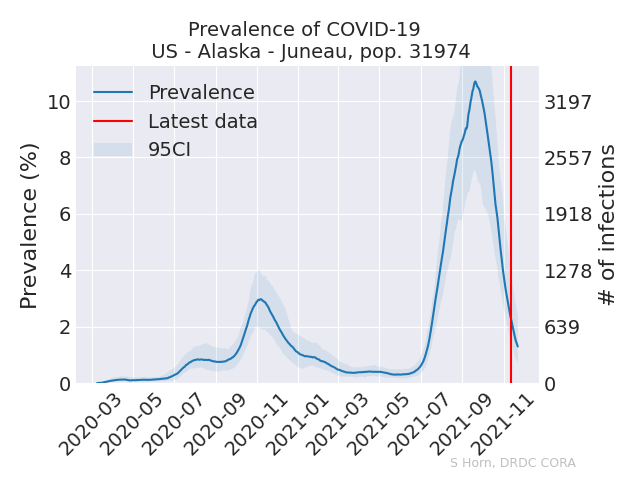 Prevalence of COVID-19
US - Alaska - Juneau, pop. 31974
Prevalence
Latest data
95CI
Prevalence (%)
10
8
6
4
2
0
3197
2557
1918
1278
639
0
# of infections
2020-03
2020-05
2020-07
2020-09
2020-11
2021-01
2021-03
2021-05
2021-07
2021-09
2021-11
S Horn, DRDC CORA